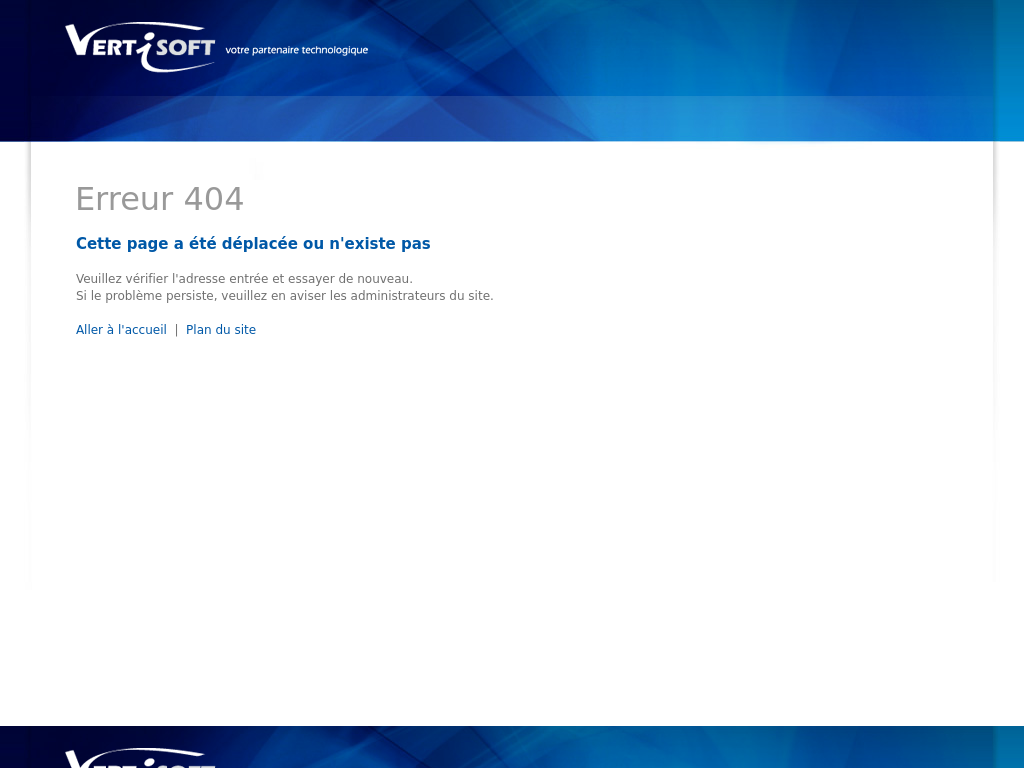 VERTISOFT votre partenaire technologique
Erreur 404
Cette page a été déplacée ou n'existe pas
Veuillez vérifier l'adresse entrée et essayer de nouveau.
Si le problème persiste, veuillez en aviser les administrateurs du site.
Aller à l'accueil | Plan du site
VERTISOFT